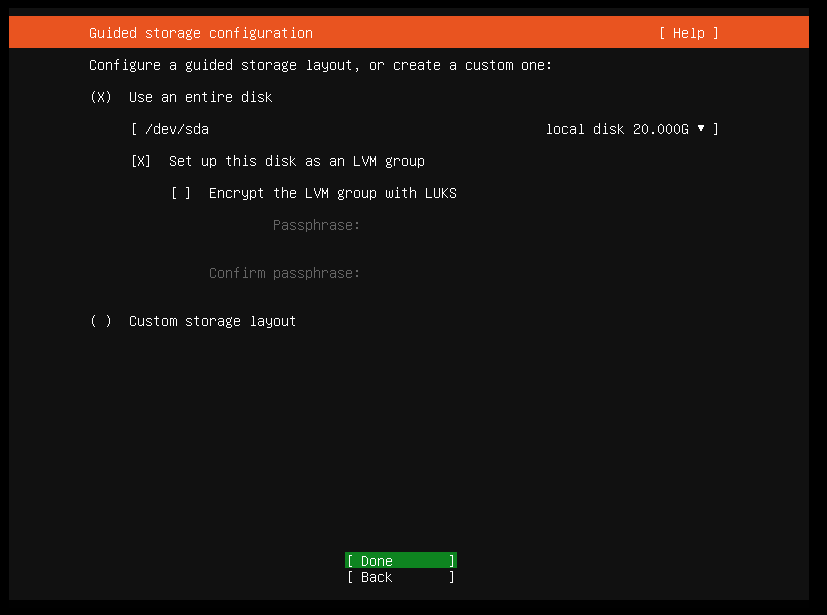 Guided storage configuration [ Help ]
Configure a guided storage layout, or create a custom one:
(X) Use an entire disk
[ /dev/sda local disk 20.000G ▾ ]
[X] Set up this disk as an LVM group
[ ] Encrypt the LVM group with LUKS
Passphrase:
Confirm passphrase:
( ) Custom storage layout
[ Done ]
[ Back ]